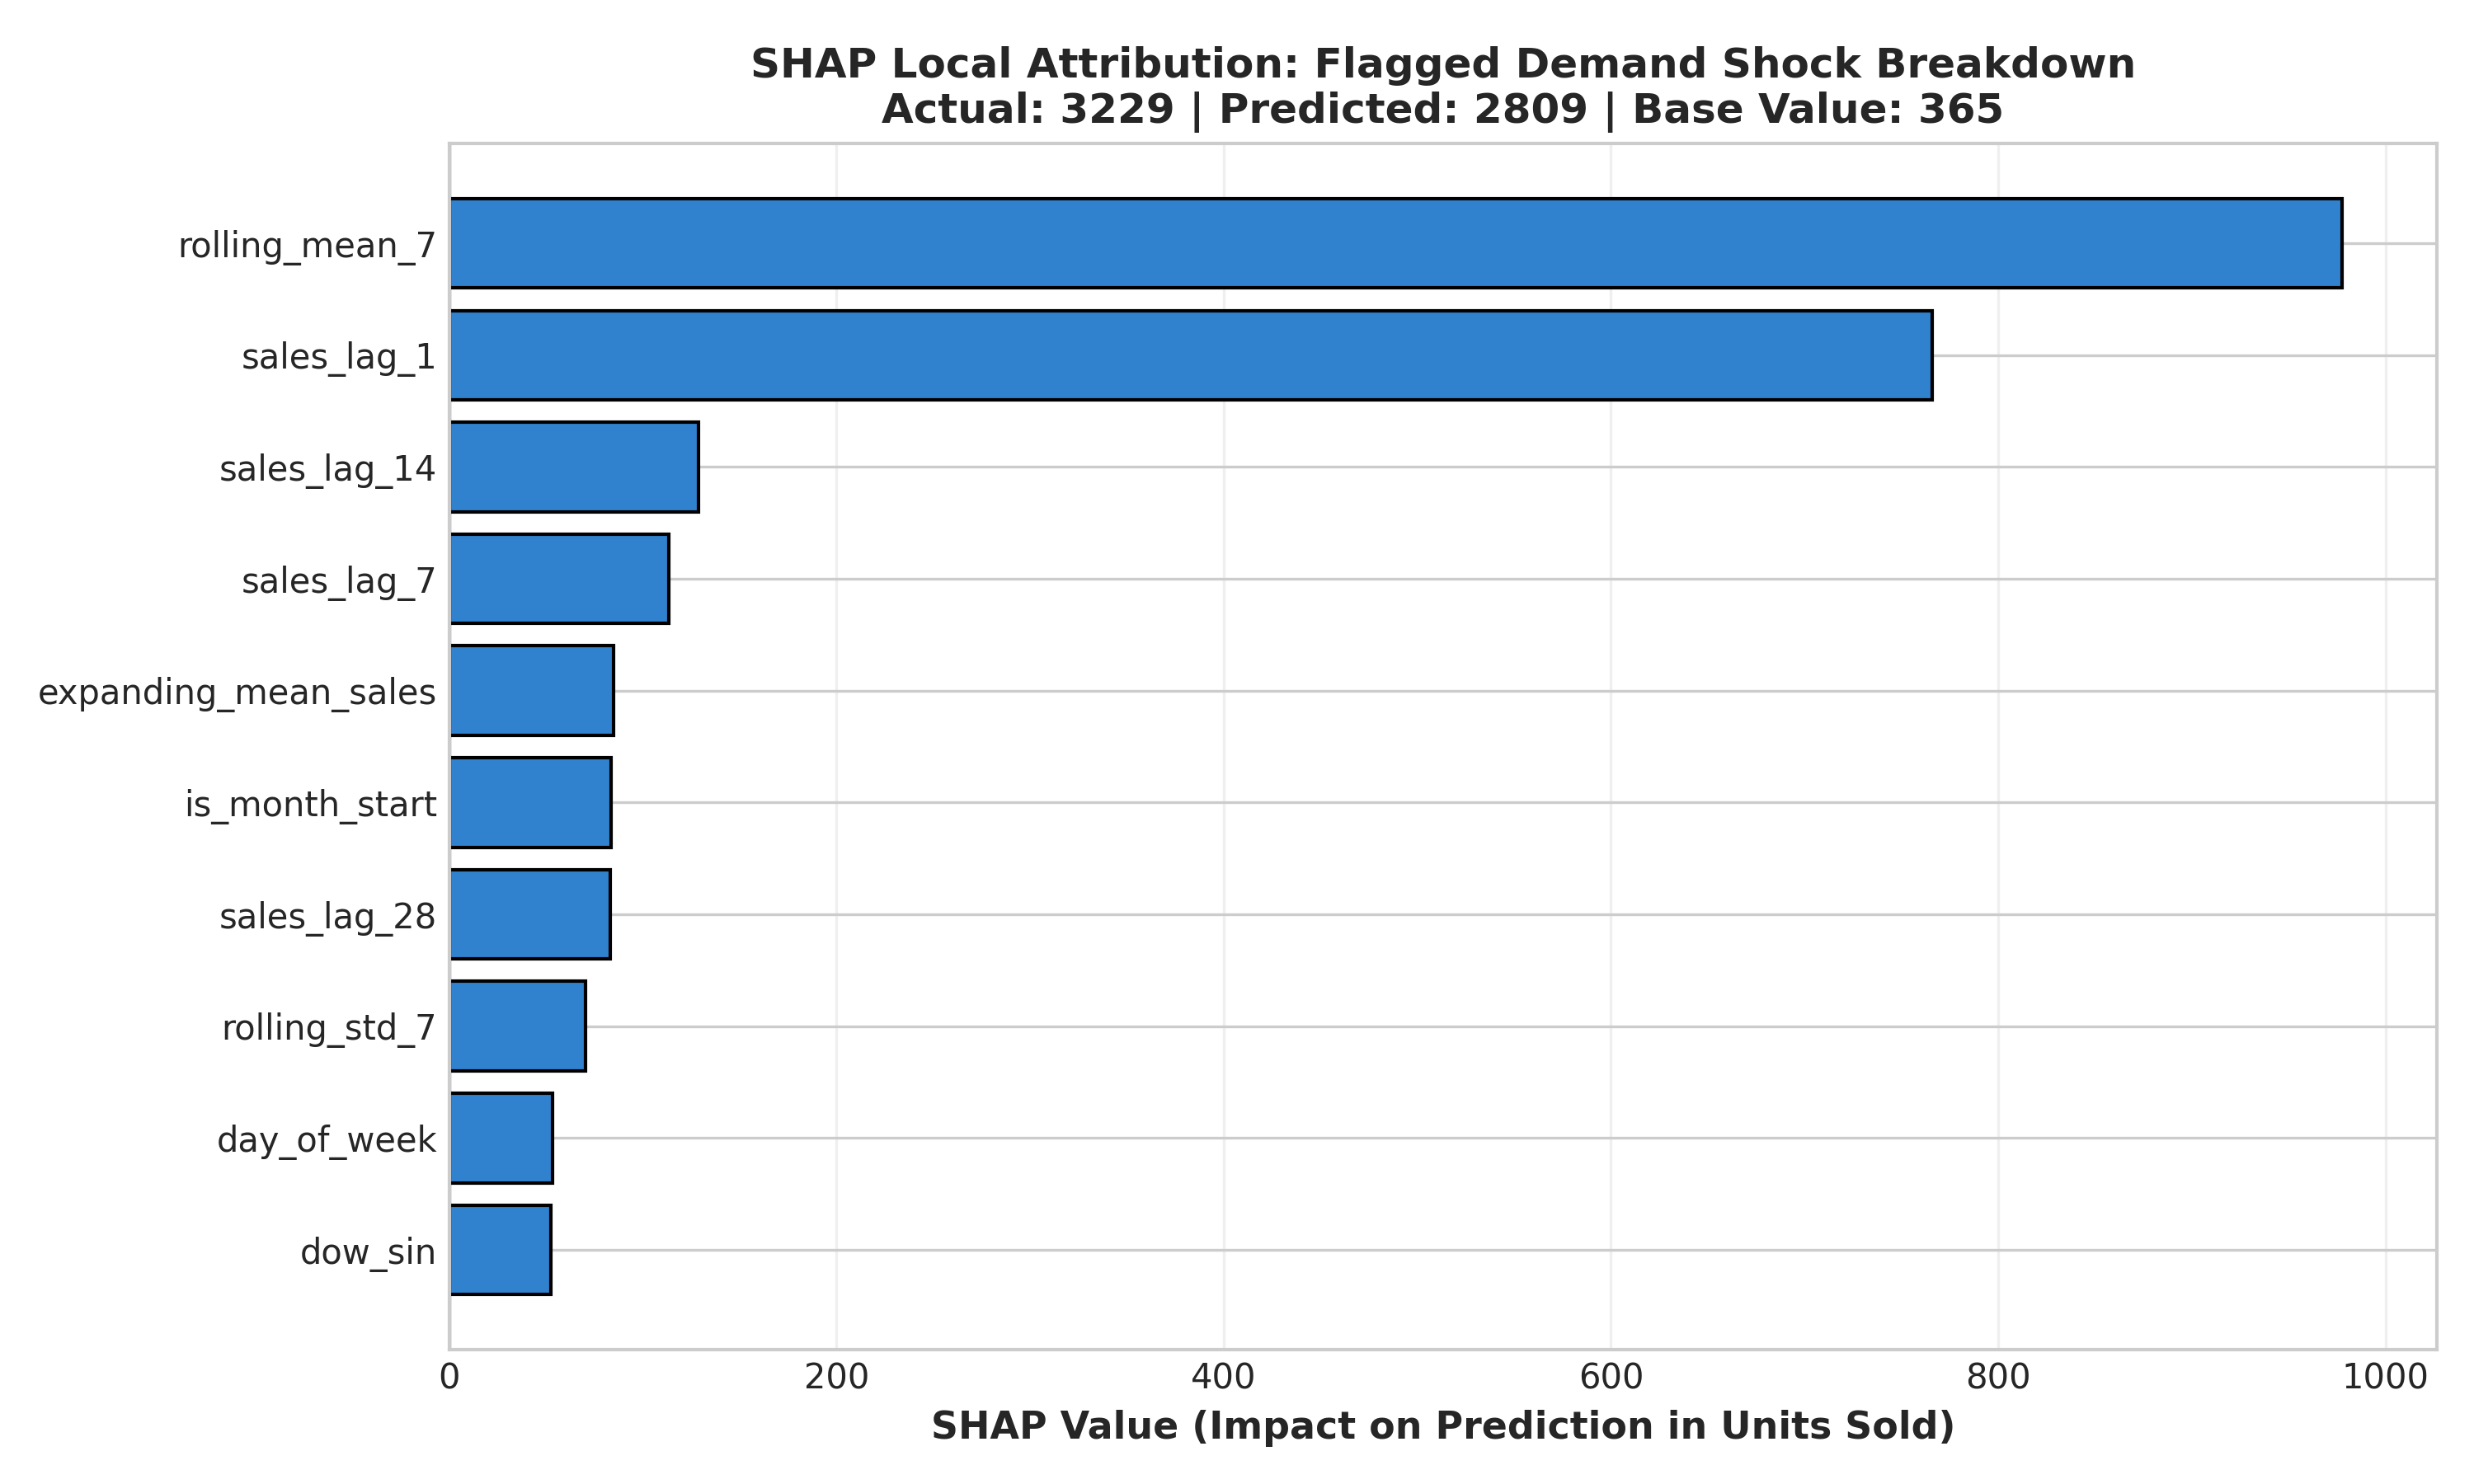 SHAP Local Attribution: Flagged Demand Shock Breakdown
Actual: 3229 | Predicted: 2809 | Base Value: 365
rolling_mean_7
sales_lag_1
sales_lag_14
sales_lag_7
expanding_mean_sales
is_month_start
sales_lag_28
rolling_std_7
day_of_week
dow_sin
0 200 400 600 800 1000
SHAP Value (Impact on Prediction in Units Sold)